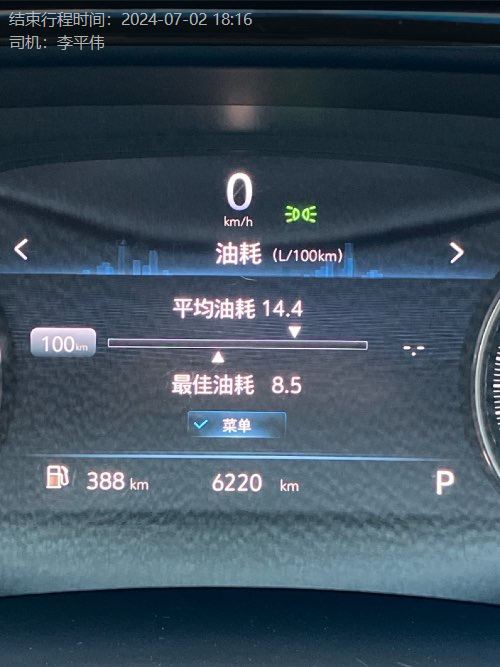 结束行程时间：2024-07-02 18:16
司机：李平伟
0
km/h
油耗 (L/100km)
平均油耗 14.4
100km
最佳油耗 8.5
菜单
388 km 6220 km P